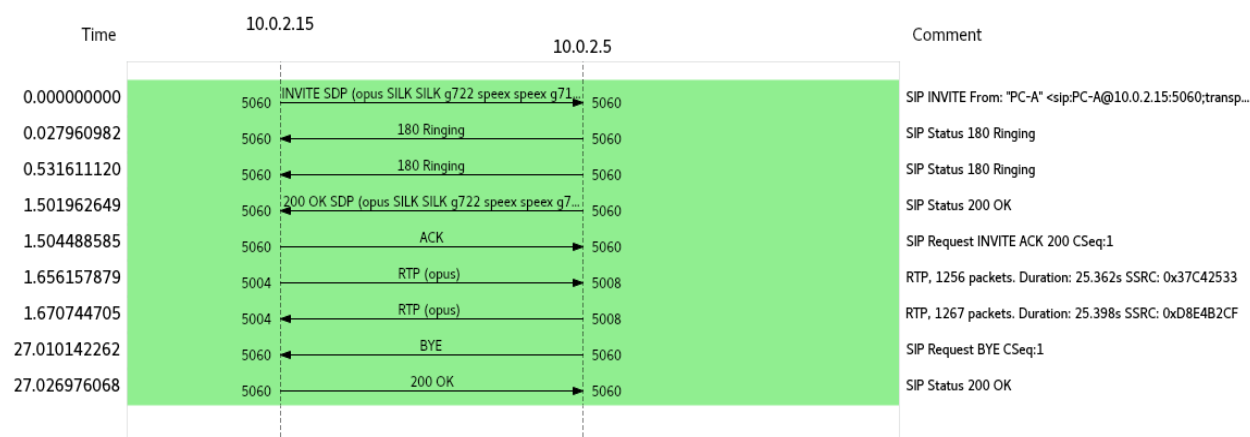 10.0.2.15
Time 10.0.2.5 Comment
0.000000000 5060 INVITE SDP (opus SILK SILK g722 speex speex g71... 5060 SIP INVITE From: "PC-A" <sip:PC-A@10.0.2.15:5060;transp...
0.027960982 5060 180 Ringing 5060 SIP Status 180 Ringing
0.531611120 5060 180 Ringing 5060 SIP Status 180 Ringing
1.501962649 5060 200 OK SDP (opus SILK SILK g722 speex speex g7... 5060 SIP Status 200 OK
1.504488585 5060 ACK 5060 SIP Request INVITE ACK 200 CSeq:1
1.656157879 5004 RTP (opus) 5008 RTP, 1256 packets. Duration: 25.362s SSRC: 0x37C42533
1.670744705 5004 RTP (opus) 5008 RTP, 1267 packets. Duration: 25.398s SSRC: 0xD8E4B2CF
27.010142262 5060 BYE 5060 SIP Request BYE CSeq:1
27.026976068 5060 200 OK 5060 SIP Status 200 OK